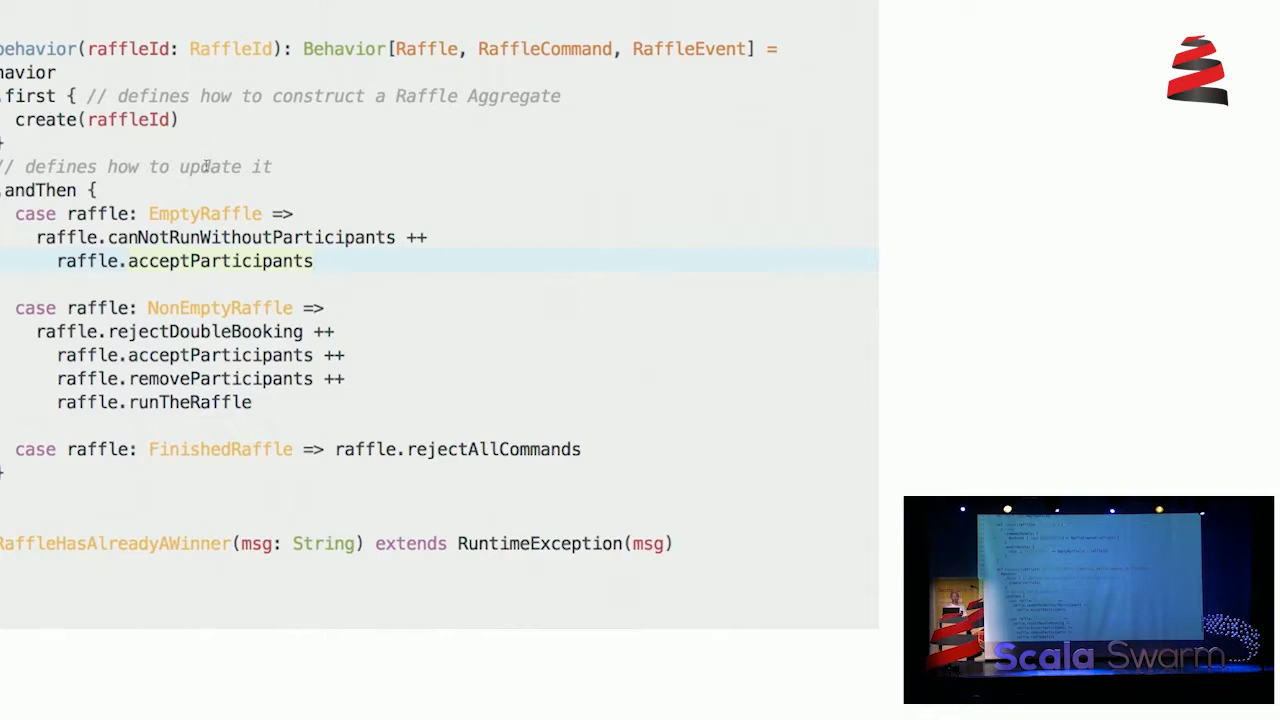 behavior(raffleId: RaffleId): Behavior[Raffle, RaffleCommand, RaffleEvent] =
havior
.first { // defines how to construct a Raffle Aggregate
create(raffleId)
}
// defines how to update it
.andThen {
case raffle: EmptyRaffle =>
raffle.canNotRunWithoutParticipants ++
raffle.acceptParticipants
case raffle: NonEmptyRaffle =>
raffle.rejectDoubleBooking ++
raffle.acceptParticipants ++
raffle.removeParticipants ++
raffle.runTheRaffle
case raffle: FinishedRaffle => raffle.rejectAllCommands
}
RaffleHasAlreadyAWinner(msg: String) extends RuntimeException(msg)
Scala Swarm